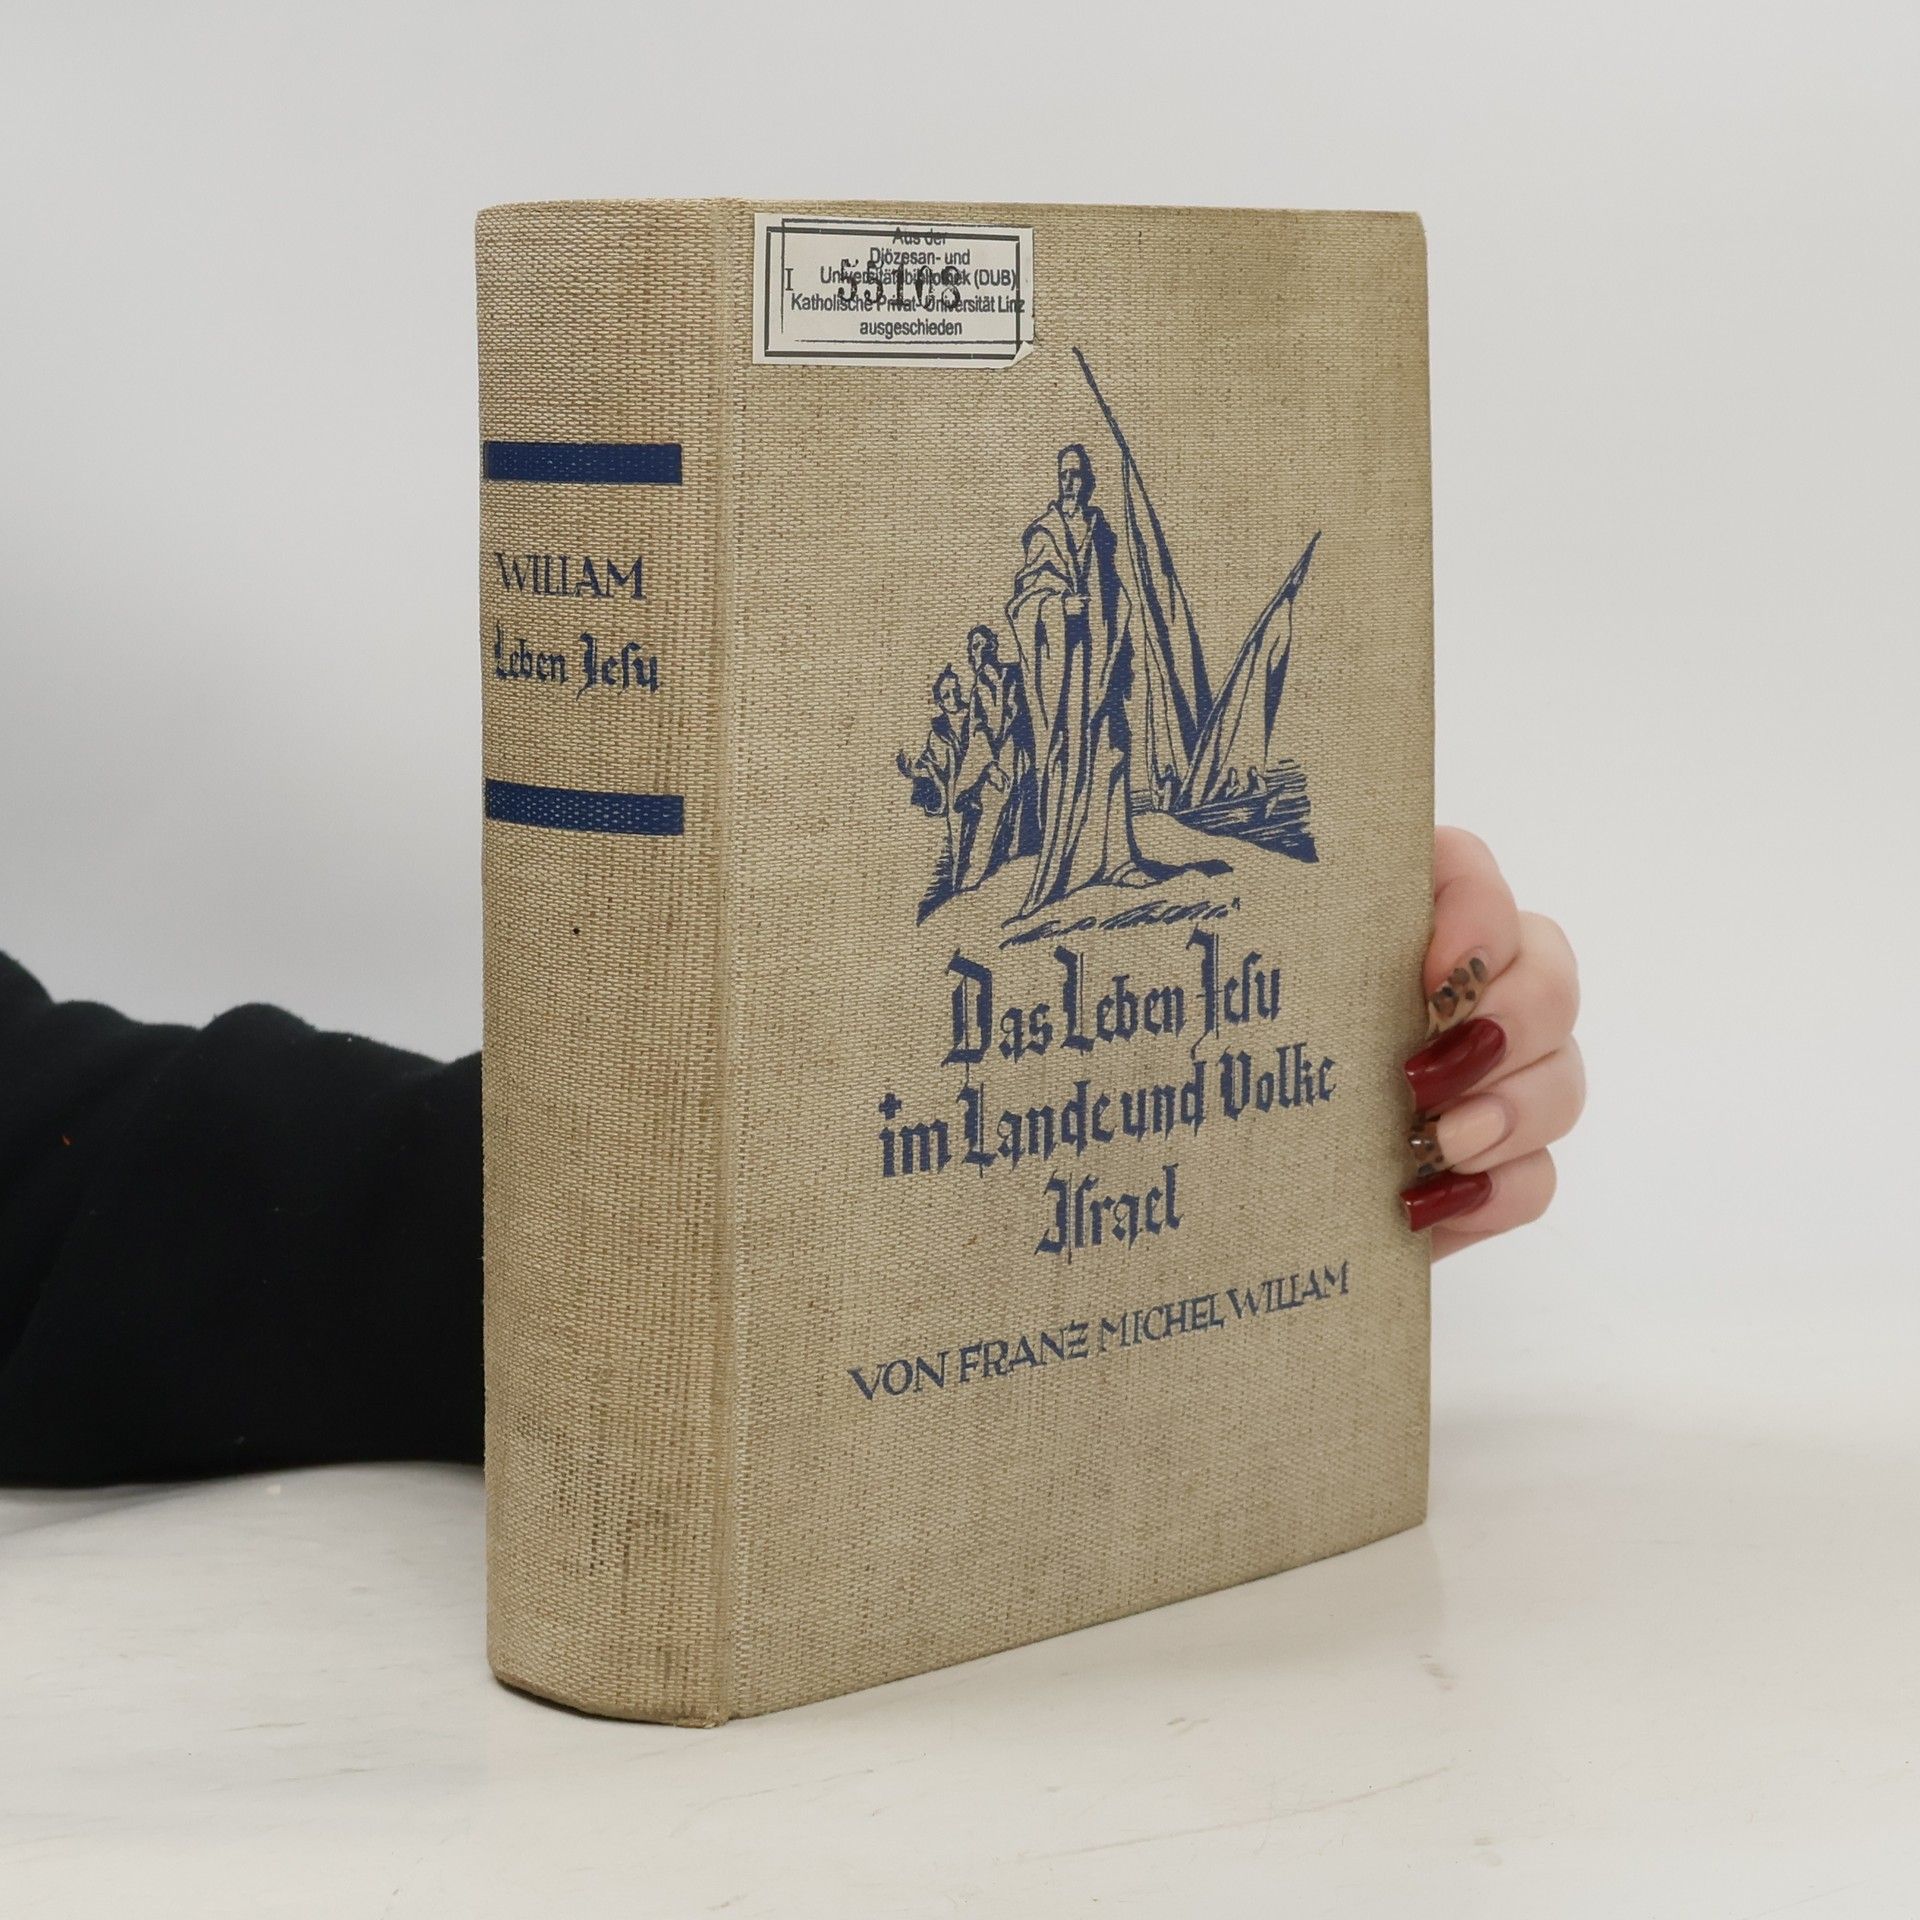 WILLAM
Leben Jeſu
Aus der
Diözesan- und
I
Universitätsbibliothek (DUB)
Katholische Privat-Universität Linz
ausgeschieden
Das Leben Jeſu
im Lande und Volke
Iſrael
VON FRANZ MICHEL WILLAM